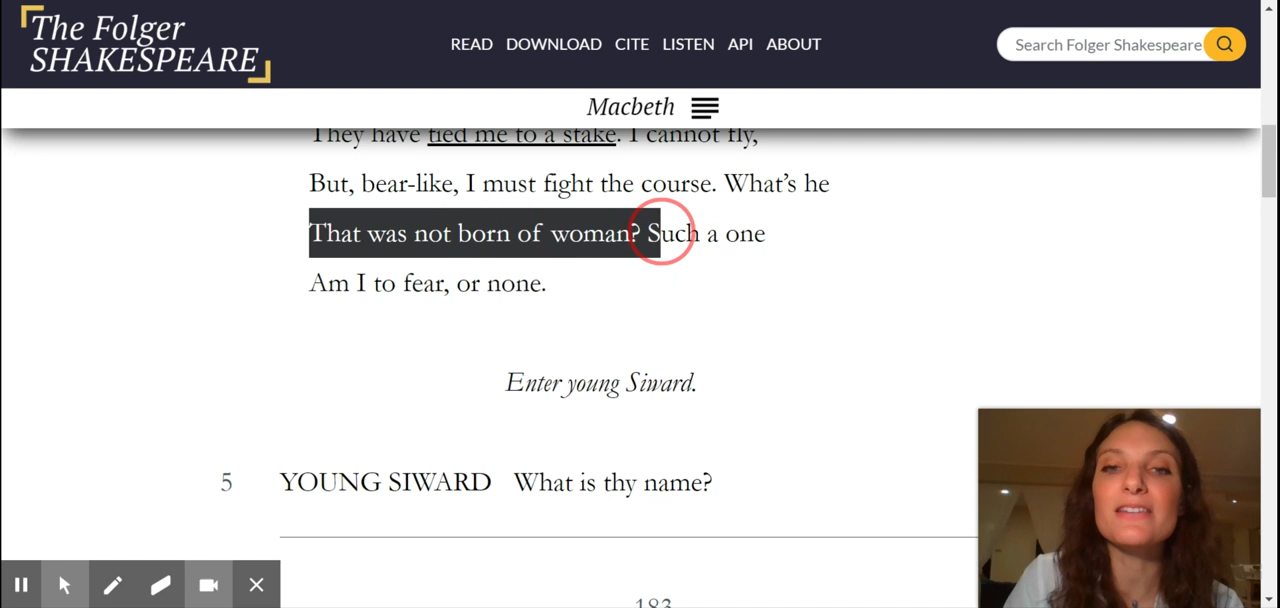 The Folger
SHAKESPEARE
READ DOWNLOAD CITE LISTEN API ABOUT
Search Folger Shakespeare
Macbeth
They have tied me to a stake. I cannot fly,
But, bear-like, I must fight the course. What’s he
That was not born of woman? Such a one
Am I to fear, or none.
Enter young Siward.
5 YOUNG SIWARD What is thy name?
183